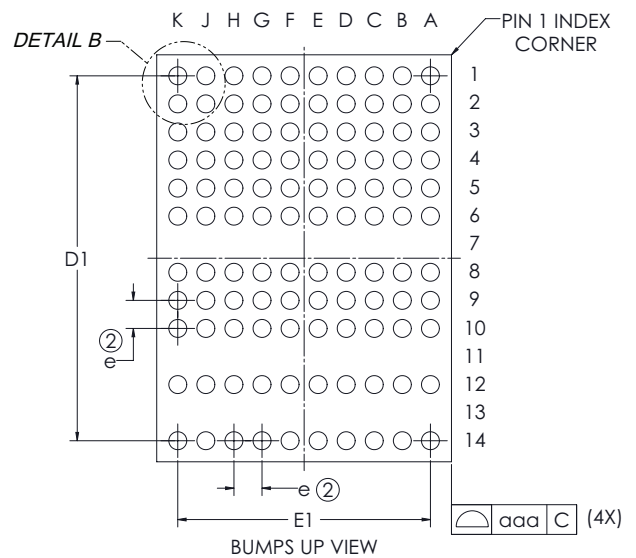 K J H G F E D C B A
PIN 1 INDEX
CORNER
DETAIL B
1
2
3
4
5
6
7
D1
8
9
10
② e
11
12
13
14
e ②
E1
aaa C (4X)
BUMPS UP VIEW